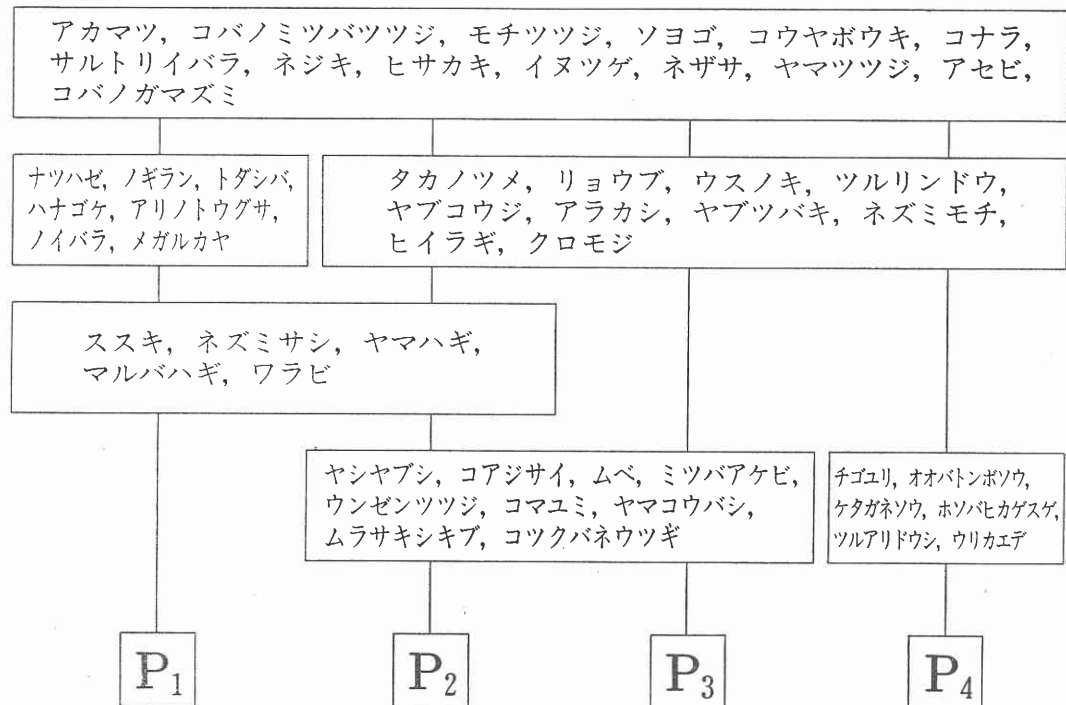 アカマツ, コバノミツバツツジ, モチツツジ, ソヨゴ, コウヤボウキ, コナラ,
サルトリイバラ, ネジキ, ヒサカキ, イヌツゲ, ネザサ, ヤマツツジ, アセビ,
コバノガマズミ
ナツハゼ, ノギラン, トダシバ,
ハナゴケ, アリノトウグサ,
ノイバラ, メガルカヤ
タカノツメ, リョウブ, ウスノキ, ツルリンドウ,
ヤブコウジ, アラカシ, ヤブツバキ, ネズミモチ,
ヒイラギ, クロモジ
ススキ, ネズミサシ, ヤマハギ,
マルバハギ, ワラビ
ヤシヤブシ, コアジサイ, ムベ, ミツバアケビ,
ウンゼンツツジ, コマユミ, ヤマコウバシ,
ムラサキシキブ, コツクバネウツギ
チゴユリ, オオバトンボソウ,
ケタガネソウ, ホソバヒカゲスゲ,
ツルアリドウシ, ウリカエデ
P₁
P₂
P₃
P₄